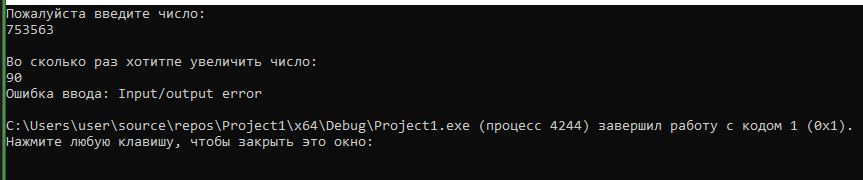 Пожалуйста введите число:
753563
Во сколько раз хотитпе увеличить число:
90
Ошибка ввода: Input/output error
C:\Users\user\source\repos\Project1\x64\Debug\Project1.exe (процесс 4244) завершил работу с кодом 1 (0x1).
Нажмите любую клавишу, чтобы закрыть это окно: